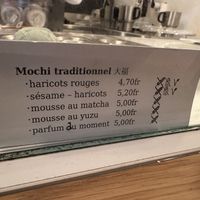 Mochi traditionnel 大福
·haricots rouges 4,70fr
·sésame – haricots 5,20fr
·mousse au matcha 5,00fr
·mousse au yuzu 5,00fr
·parfum du moment 5,00fr